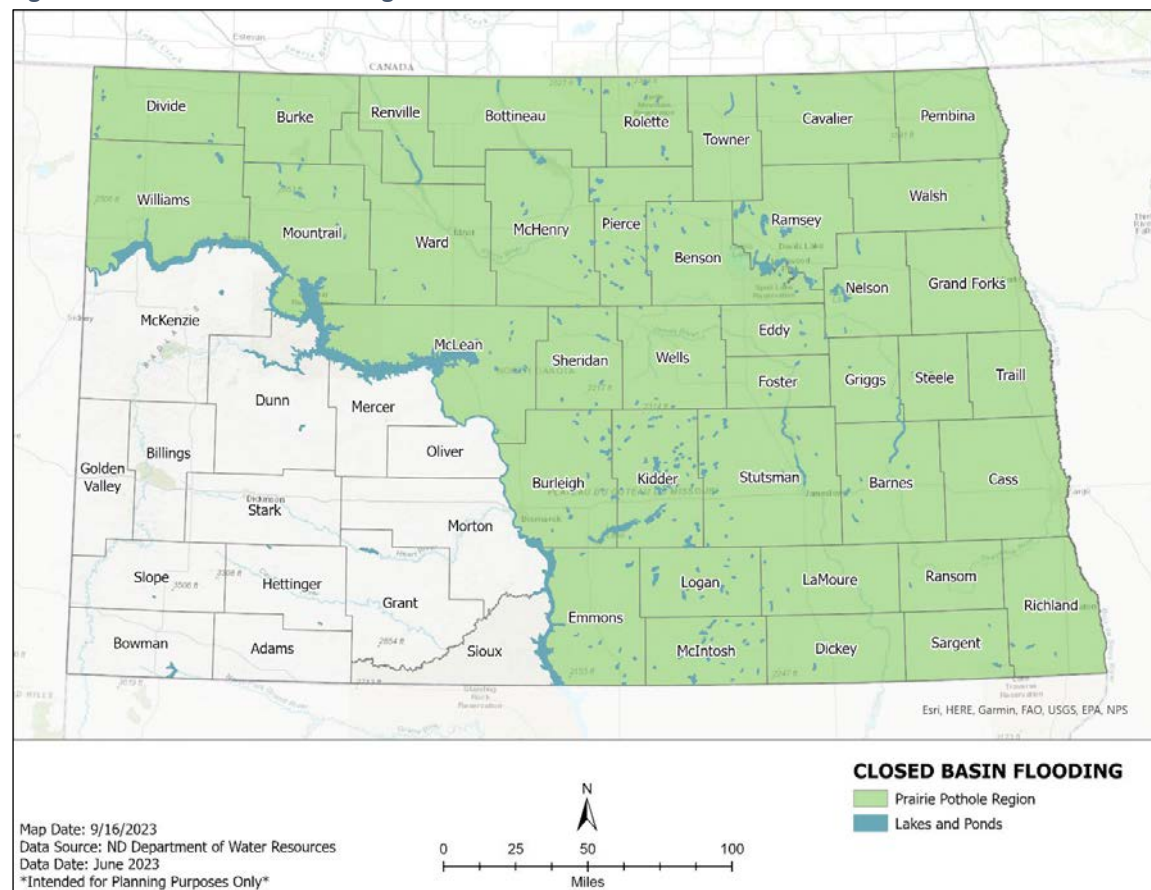 CANADA
Divide
Burke
Renville
Bottineau
Rolette
Towner
Cavalier
Pembina
Williams
Mountrail
Ward
McHenry
Pierce
Benson
Ramsey
Walsh
Nelson
Grand Forks
McKenzie
McLean
Sheridan
Wells
Eddy
Foster
Griggs
Steele
Traill
Dunn
Mercer
Oliver
Golden
Valley
Billings
Stark
Dickinson
Morton
Burleigh
Bismarck
Kidder
Stutsman
Barnes
Cass
Slope
Hettinger
Grant
Sioux
Emmons
Logan
LaMoure
Ransom
Richland
Bowman
Adams
McIntosh
Dickey
Sargent
Esri, HERE, Garmin, FAO, USGS, EPA, NPS
CLOSED BASIN FLOODING
Prairie Pothole Region
Lakes and Ponds
N
Map Date: 9/16/2023
Data Source: ND Department of Water Resources
Data Date: June 2023
*Intended for Planning Purposes Only*
0 25 50 100
Miles